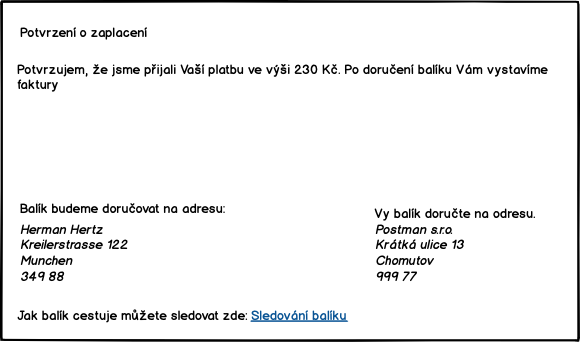 Potvrzení o zaplacení
Potvrzujem, že jsme přijali Vaší platbu ve výši 230 Kč. Po doručení balíku Vám vystavíme
faktury
Balík budeme doručovat na adresu:
Herman Hertz
Kreilerstrasse 122
Munchen
349 88
Vy balík doručte na odresu.
Postman s.r.o.
Krátká ulice 13
Chomutov
999 77
Jak balík cestuje můžete sledovat zde: Sledování balíku